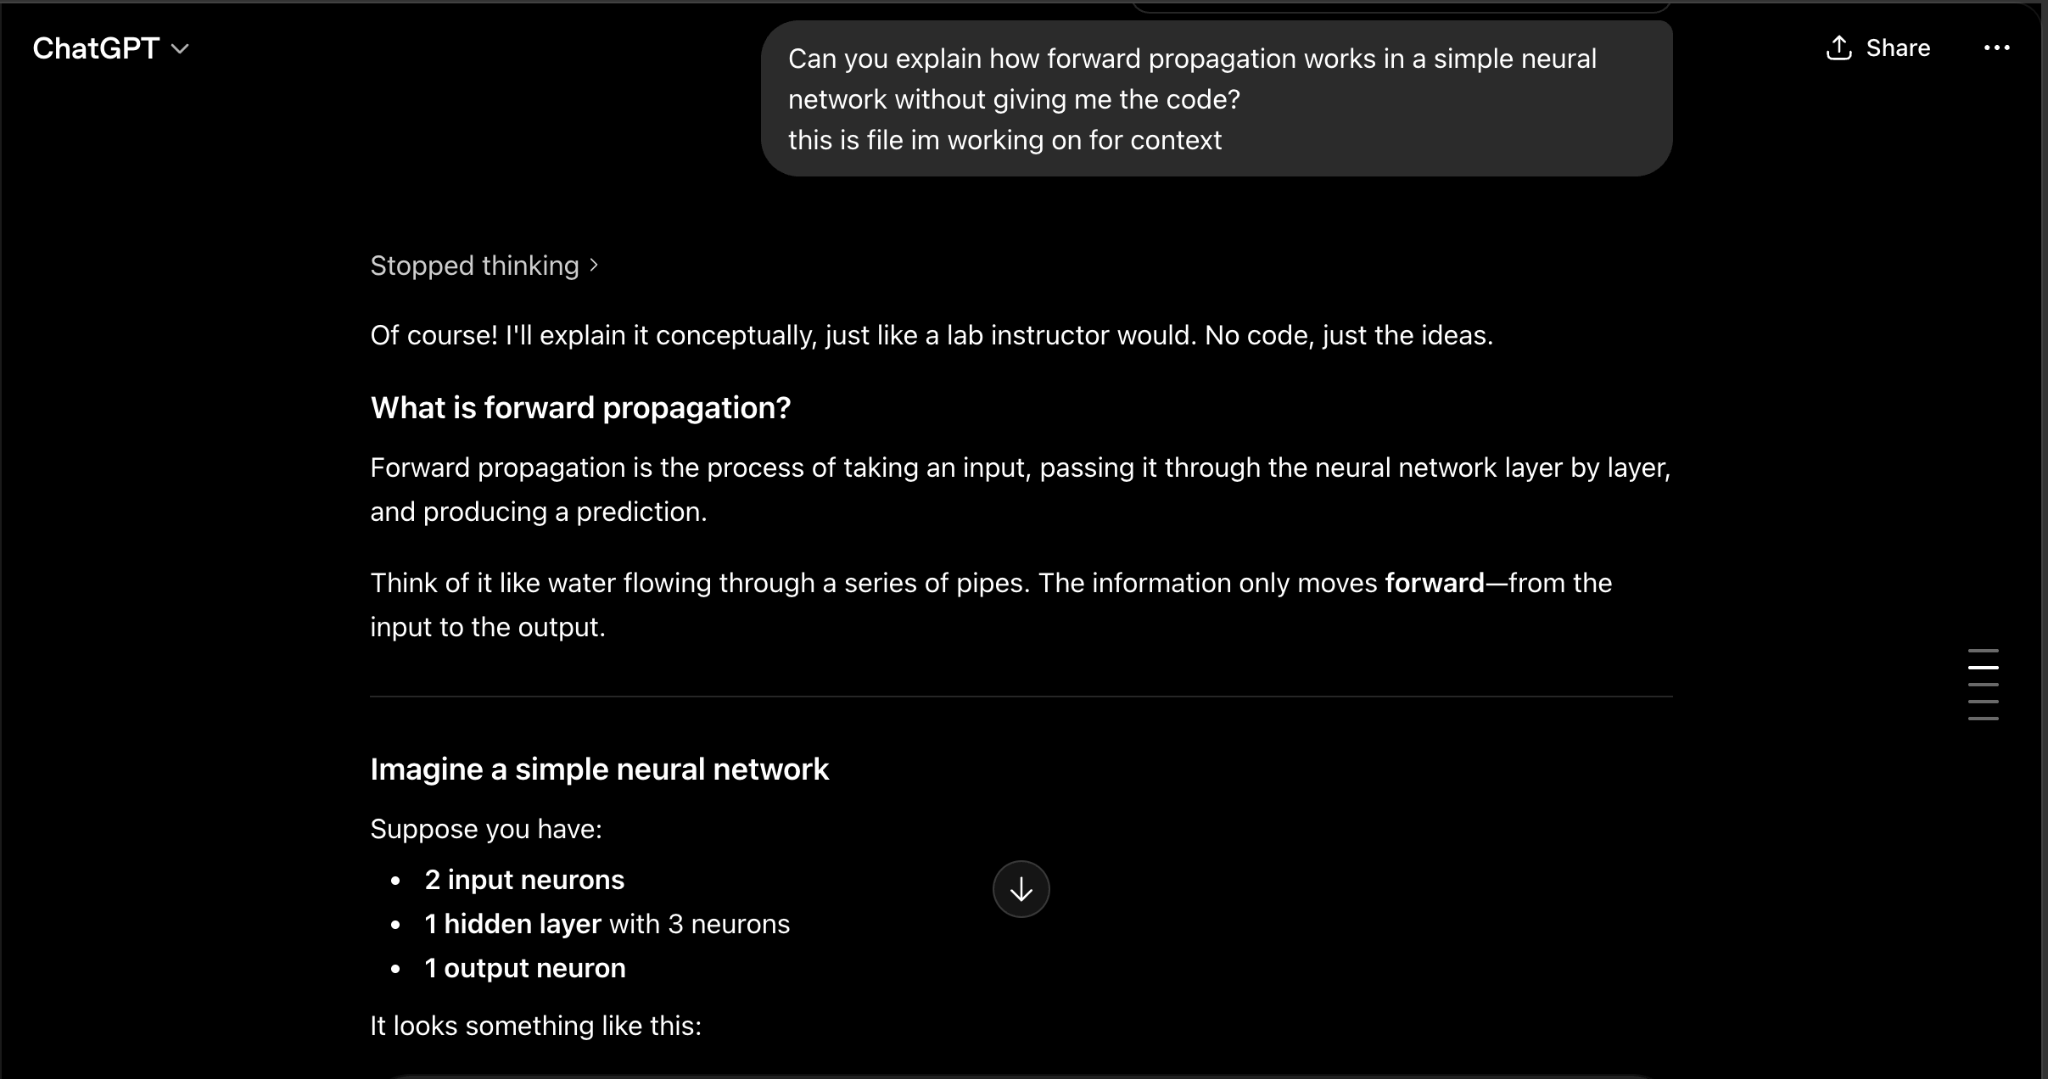 ChatGPT
Share
Can you explain how forward propagation works in a simple neural
network without giving me the code?
this is file im working on for context
Stopped thinking
Of course! I'll explain it conceptually, just like a lab instructor would. No code, just the ideas.
What is forward propagation?
Forward propagation is the process of taking an input, passing it through the neural network layer by layer,
and producing a prediction.
Think of it like water flowing through a series of pipes. The information only moves forward—from the
input to the output.
Imagine a simple neural network
Suppose you have:
• 2 input neurons
• 1 hidden layer with 3 neurons
• 1 output neuron
It looks something like this: